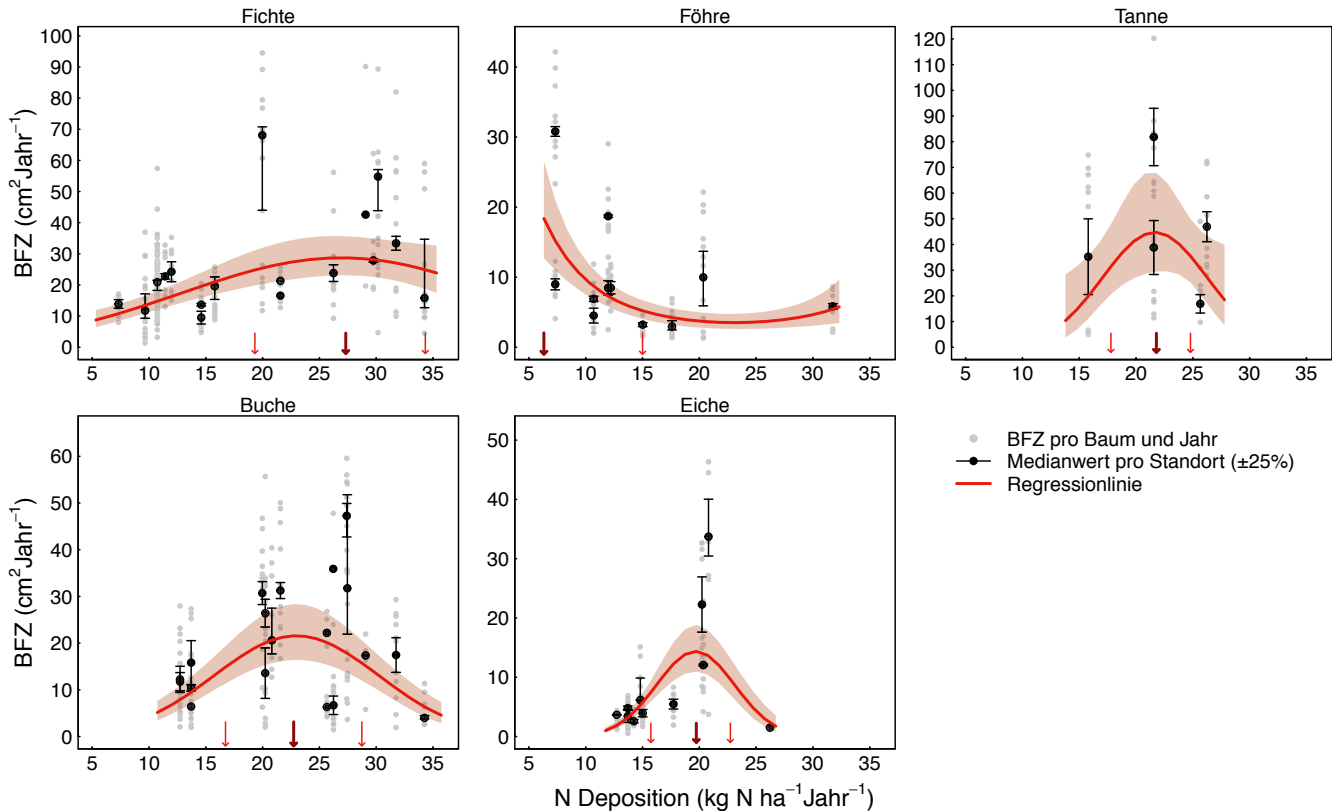 Fichte
Föhre
Tanne
BFZ (cm²Jahr⁻¹)
100
90
80
70
60
50
40
30
20
10
0
5 10 15 20 25 30 35
40
30
20
10
0
5 10 15 20 25 30 35
120
110
100
90
80
70
60
50
40
30
20
10
0
5 10 15 20 25 30 35
Buche
Eiche
BFZ (cm²Jahr⁻¹)
60
50
40
30
20
10
0
5 10 15 20 25 30 35
50
40
30
20
10
0
5 10 15 20 25 30 35
BFZ pro Baum und Jahr
Medianwert pro Standort (±25%)
Regressionlinie
N Deposition (kg N ha⁻¹Jahr⁻¹)